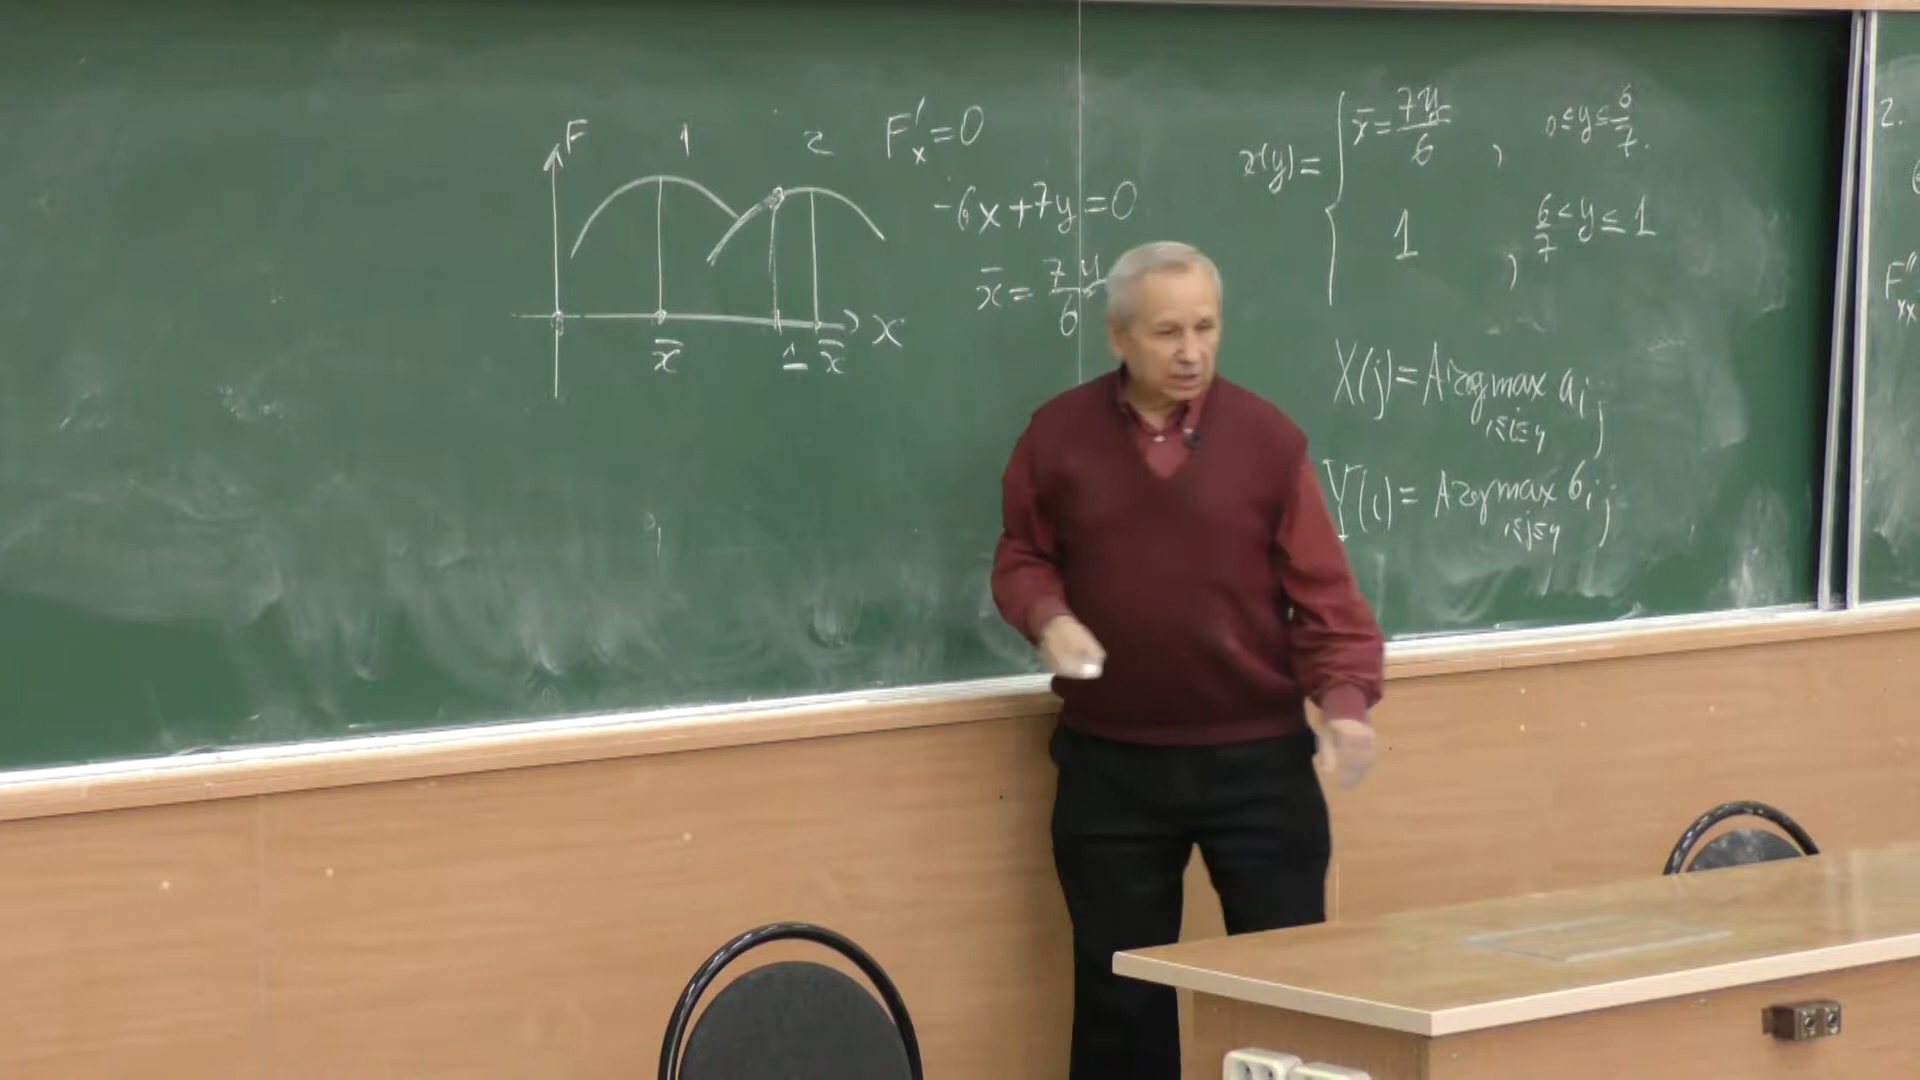 F 1 2
x̄ 1 x̄ x
F'ₓ = 0
-6x + 7y = 0
x̄ = 7y/6
x(y) = { x̄ = 7y/6 , 0 ≤ y ≤ 6/7.
1 , 6/7 < y ≤ 1
X(j) = Argmax a_ij
1≤i≤4
Y(i) = Argmax b_ij
1≤j≤4
2.
F''ₓₓ